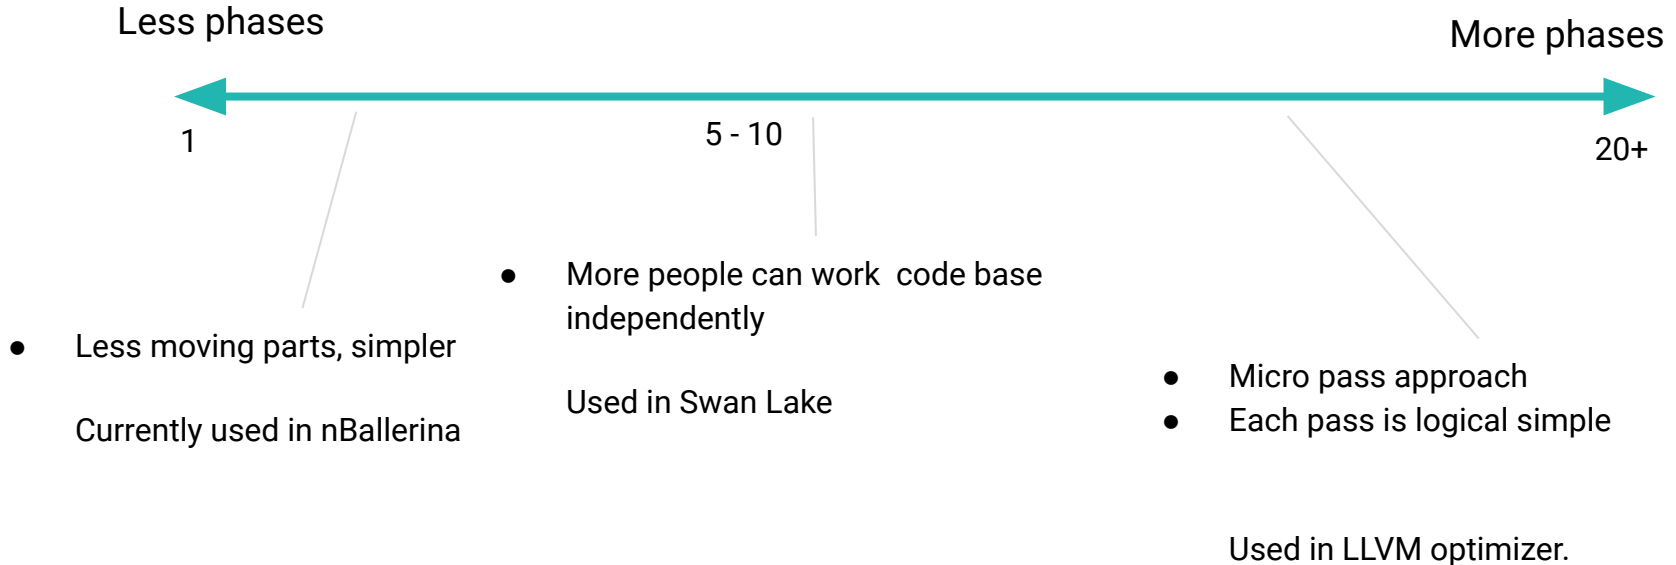 Less phases
More phases
1
5 - 10
20+
● Less moving parts, simpler
Currently used in nBallerina
● More people can work  code base
independently
Used in Swan Lake
● Micro pass approach
● Each pass is logical simple
Used in LLVM optimizer.